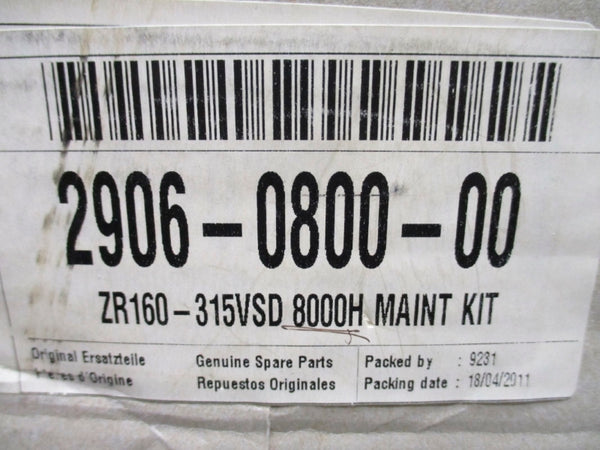 2906-0800-00
ZR160-315VSD 8000H MAINT KIT
Original Ersatzteile Genuine Spare Parts Packed by : 9231
d'Origine Repuestos Originales Packing date : 18/04/2011